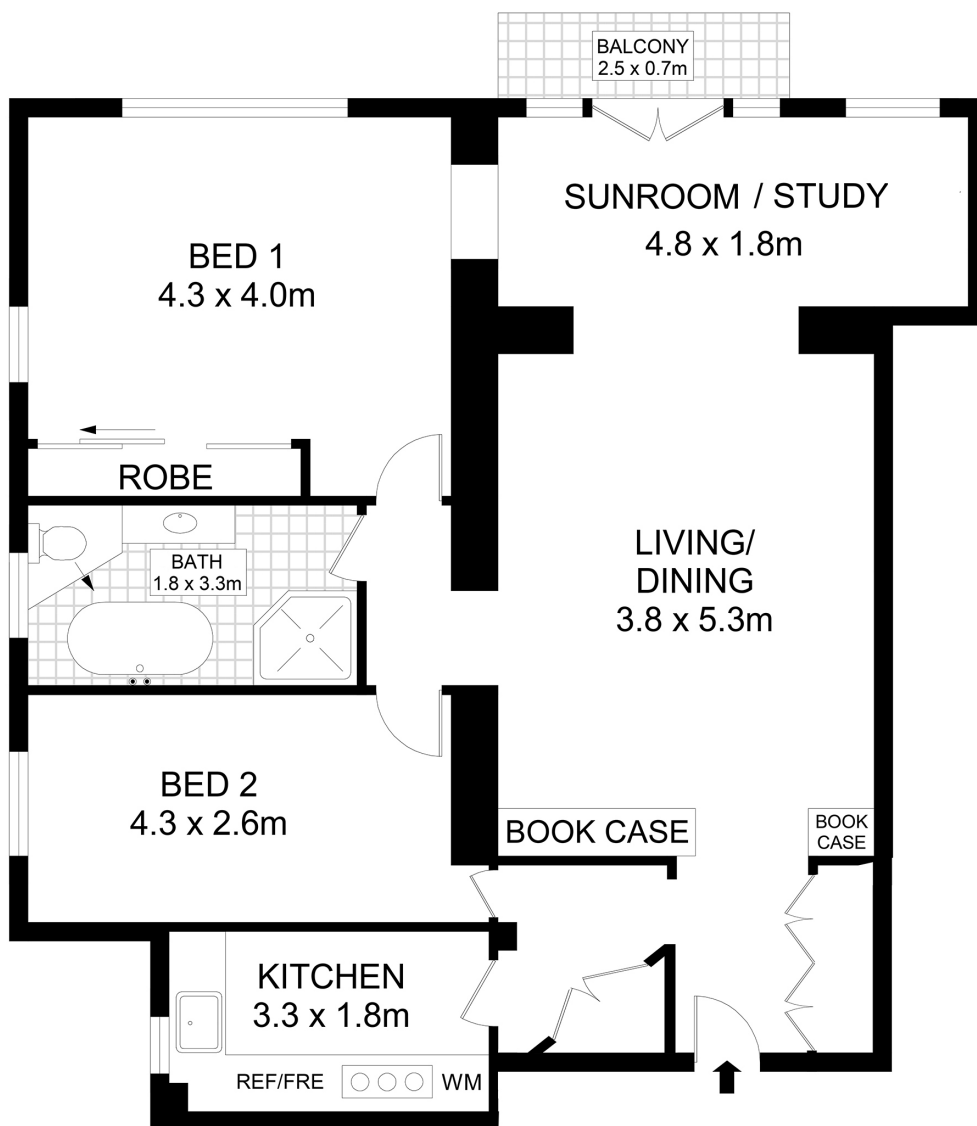 BALCONY
2.5 x 0.7m
SUNROOM / STUDY
4.8 x 1.8m
BED 1
4.3 x 4.0m
ROBE
BATH
1.8 x 3.3m
LIVING/
DINING
3.8 x 5.3m
BED 2
4.3 x 2.6m
BOOK CASE
BOOK
CASE
KITCHEN
3.3 x 1.8m
REF/FRE
WM